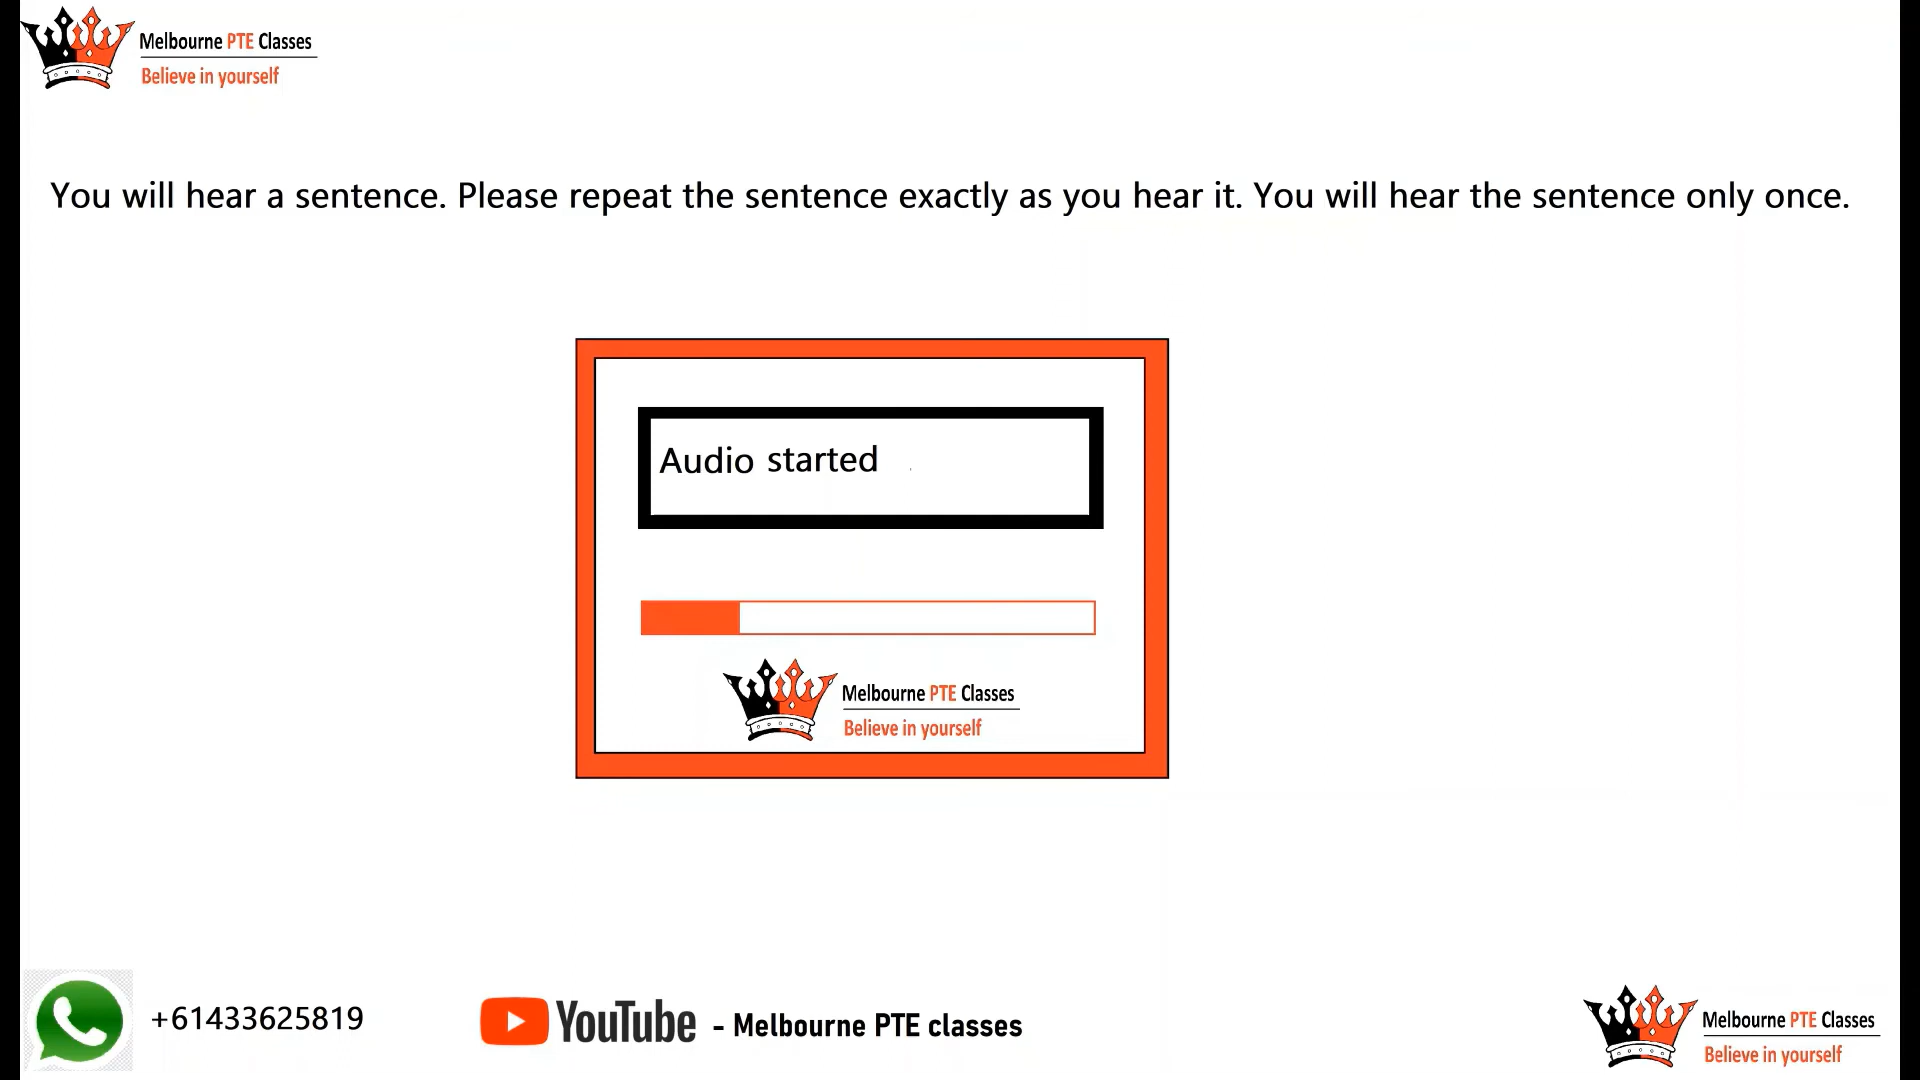 Melbourne PTE Classes
Believe in yourself
You will hear a sentence. Please repeat the sentence exactly as you hear it. You will hear the sentence only once.
Audio started
Melbourne PTE Classes
Believe in yourself
+61433625819
YouTube - Melbourne PTE classes
Melbourne PTE Classes
Believe in yourself